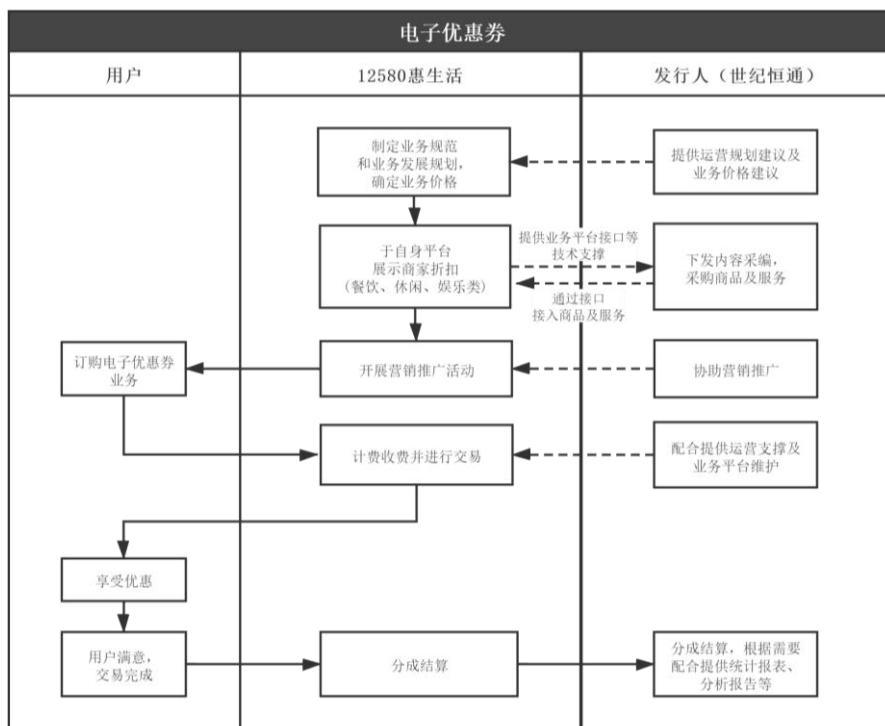 电子优惠券
用户
12580惠生活
发行人（世纪恒通）
制定业务规范
和业务发展规划，
确定业务价格
提供运营规划建议及
业务价格建议
于自身平台
展示商家折扣
(餐饮、休闲、娱乐类)
提供业务平台接口等
技术支撑
通过接口
接入商品及服务
下发内容采编，
采购商品及服务
订购电子优惠券
业务
开展营销推广活动
协助营销推广
计费收费并进行交易
配合提供运营支撑及
业务平台维护
享受优惠
用户满意，
交易完成
分成结算
分成结算，根据需要
配合提供统计报表、
分析报告等